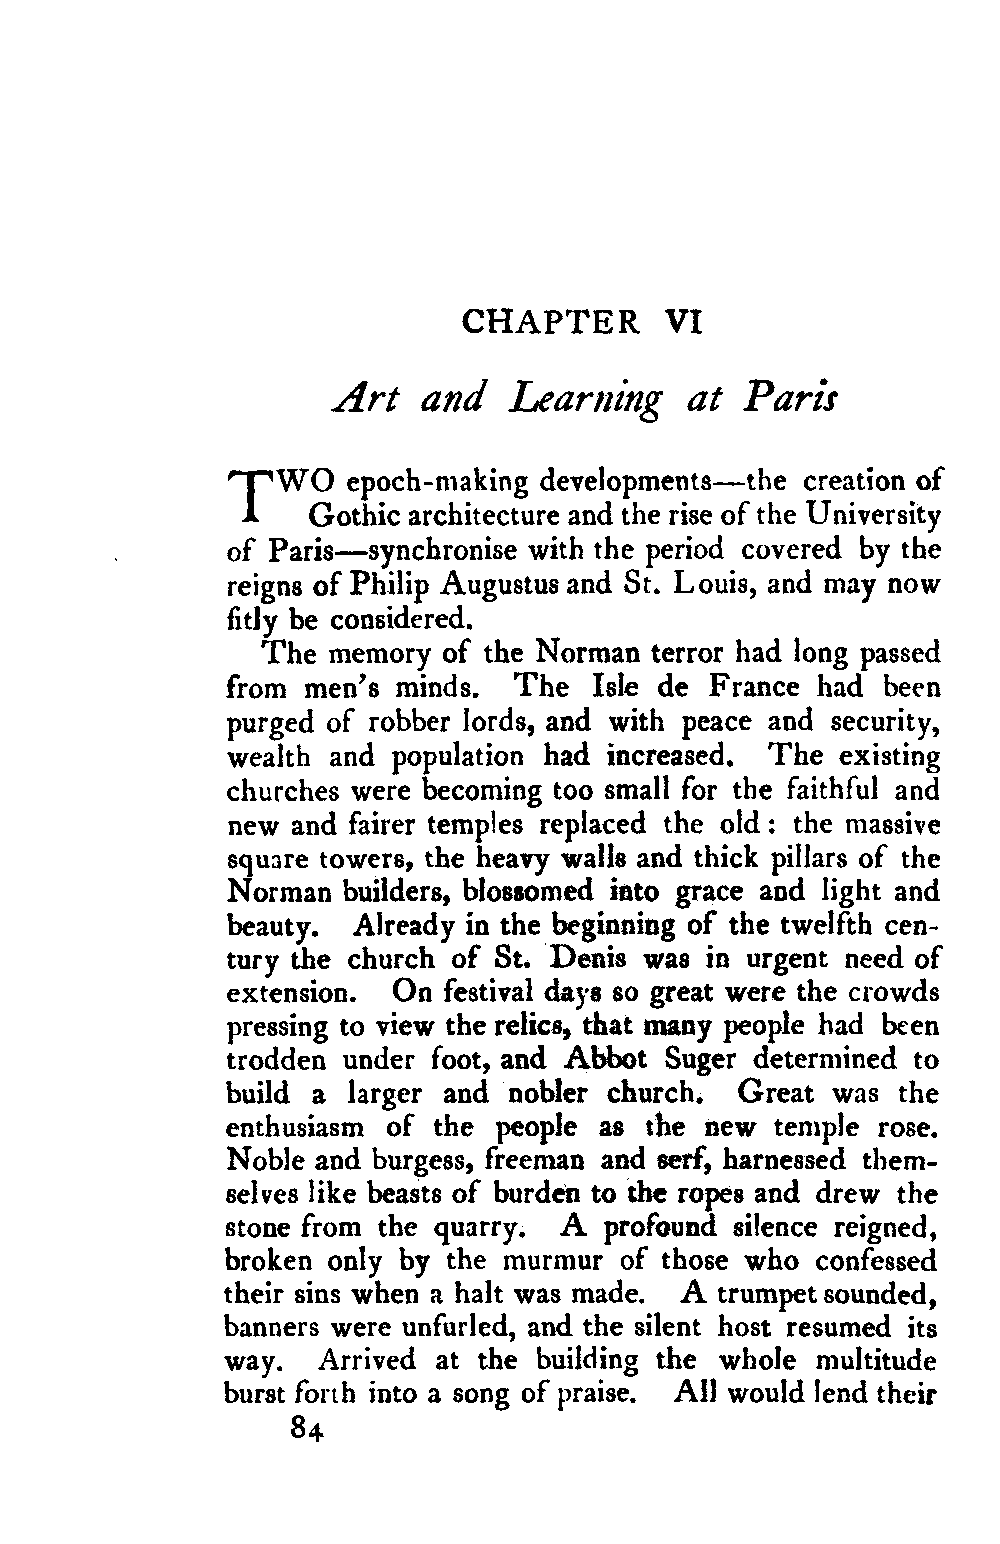 CHAPTER VI
Art and Learning at Paris
TWO epoch-making developments—the creation of
Gothic architecture and the rise of the University
of Paris—synchronise with the period covered by the
reigns of Philip Augustus and St. Louis, and may now
fitly be considered.
The memory of the Norman terror had long passed
from men's minds. The Isle de France had been
purged of robber lords, and with peace and security,
wealth and population had increased. The existing
churches were becoming too small for the faithful and
new and fairer temples replaced the old: the massive
square towers, the heavy walls and thick pillars of the
Norman builders, blossomed into grace and light and
beauty. Already in the beginning of the twelfth cen-
tury the church of St. Denis was in urgent need of
extension. On festival days so great were the crowds
pressing to view the relics, that many people had been
trodden under foot, and Abbot Suger determined to
build a larger and nobler church. Great was the
enthusiasm of the people as the new temple rose.
Noble and burgess, freeman and serf, harnessed them-
selves like beasts of burden to the ropes and drew the
stone from the quarry. A profound silence reigned,
broken only by the murmur of those who confessed
their sins when a halt was made. A trumpet sounded,
banners were unfurled, and the silent host resumed its
way. Arrived at the building the whole multitude
burst forth into a song of praise. All would lend their
84